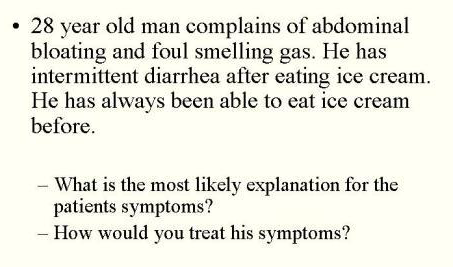 • 28 year old man complains of abdominal
bloating and foul smelling gas. He has
intermittent diarrhea after eating ice cream.
He has always been able to eat ice cream
before.
– What is the most likely explanation for the
patients symptoms?
– How would you treat his symptoms?